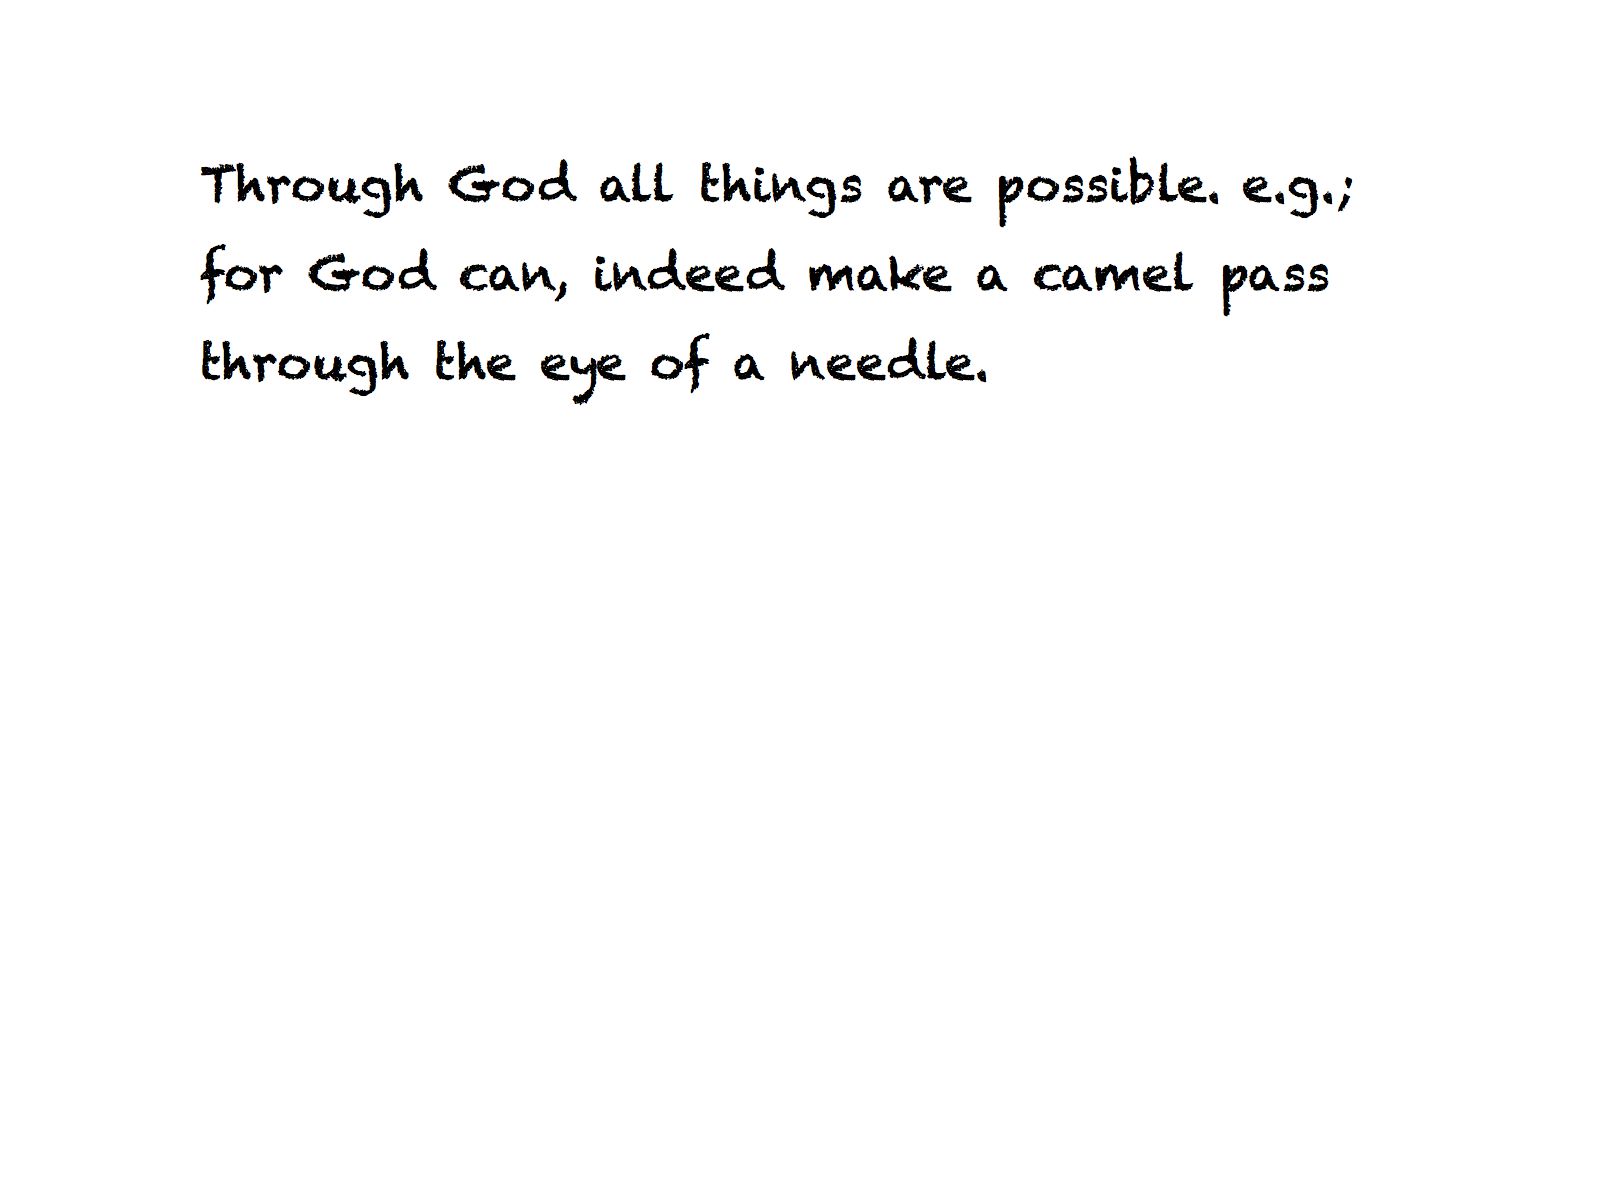 Through God all things are possible. e.g.;
for God can, indeed make a camel pass
through the eye of a needle.